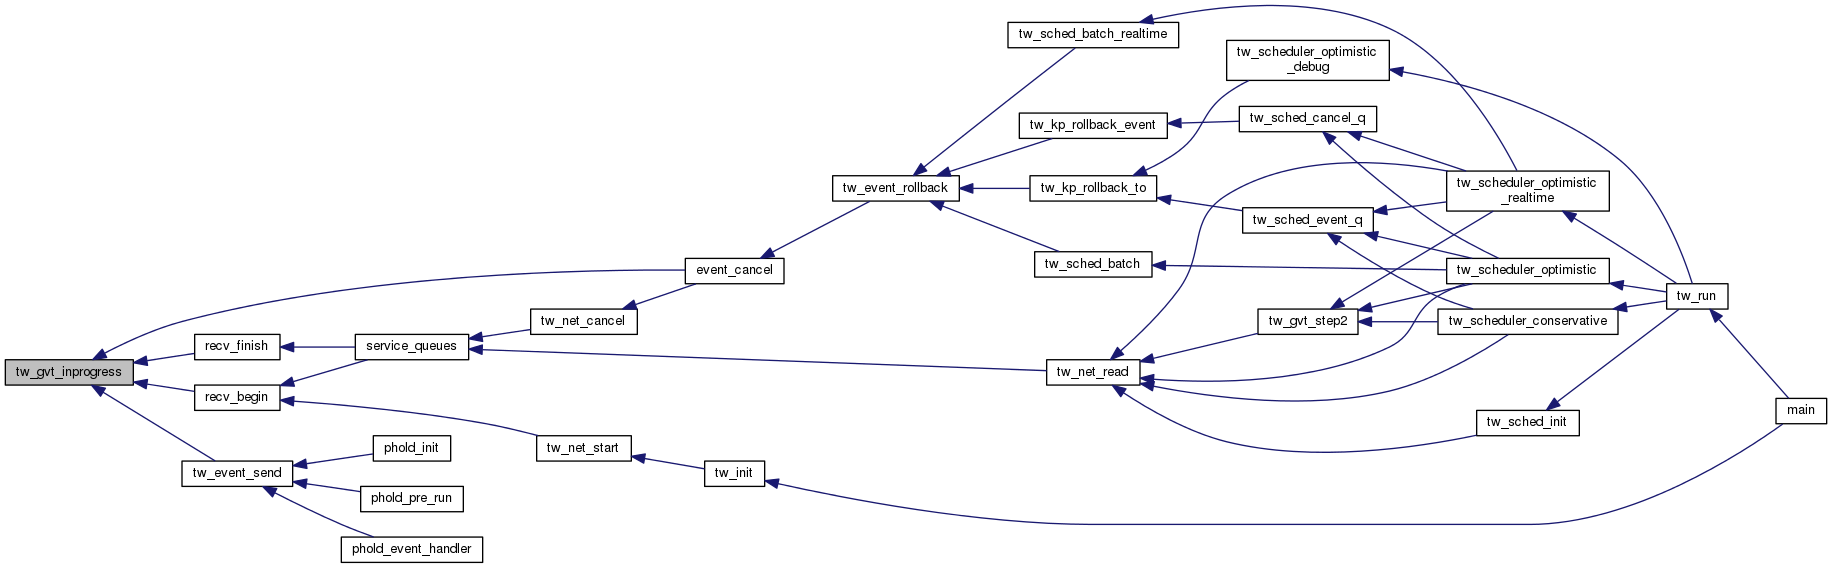 tw_gvt_inprogress
recv_finish
recv_begin
tw_event_send
service_queues
phold_init
phold_pre_run
phold_event_handler
tw_net_cancel
tw_net_start
event_cancel
tw_init
tw_event_rollback
tw_sched_batch_realtime
tw_kp_rollback_event
tw_kp_rollback_to
tw_sched_batch
tw_net_read
tw_scheduler_optimistic
_debug
tw_sched_cancel_q
tw_sched_event_q
tw_gvt_step2
tw_scheduler_optimistic
_realtime
tw_scheduler_optimistic
tw_scheduler_conservative
tw_sched_init
tw_run
main